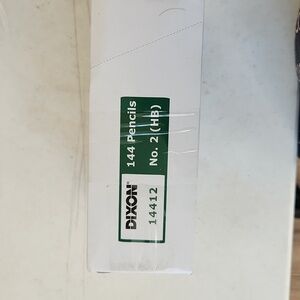 DIXON® 144 Pencils
14412 No. 2 (HB)